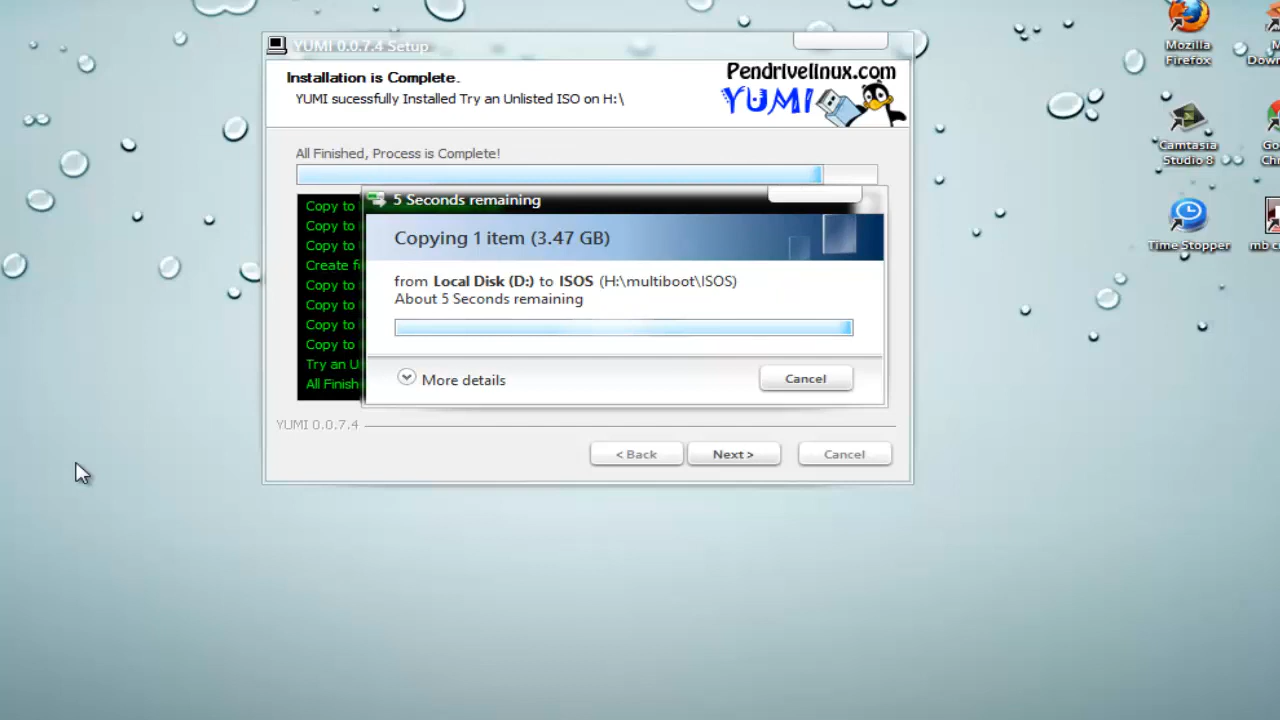 YUMI 0.0.7.4 Setup
Installation is Complete.
YUMI sucessfully Installed Try an Unlisted ISO on H:\
Pendrivelinux.com
YUMI
All Finished, Process is Complete!
Copy to
Copy to
Copy to
Create f
Copy to
Copy to
Copy to
Copy to
Try an U
All Finish
5 Seconds remaining
Copying 1 item (3.47 GB)
from Local Disk (D:) to ISOS (H:\multiboot\ISOS)
About 5 Seconds remaining
More details
Cancel
YUMI 0.0.7.4
< Back
Next >
Cancel
Mozilla
Firefox
Down
Camtasia
Studio 8
Go
Chr
Time Stopper
mb c